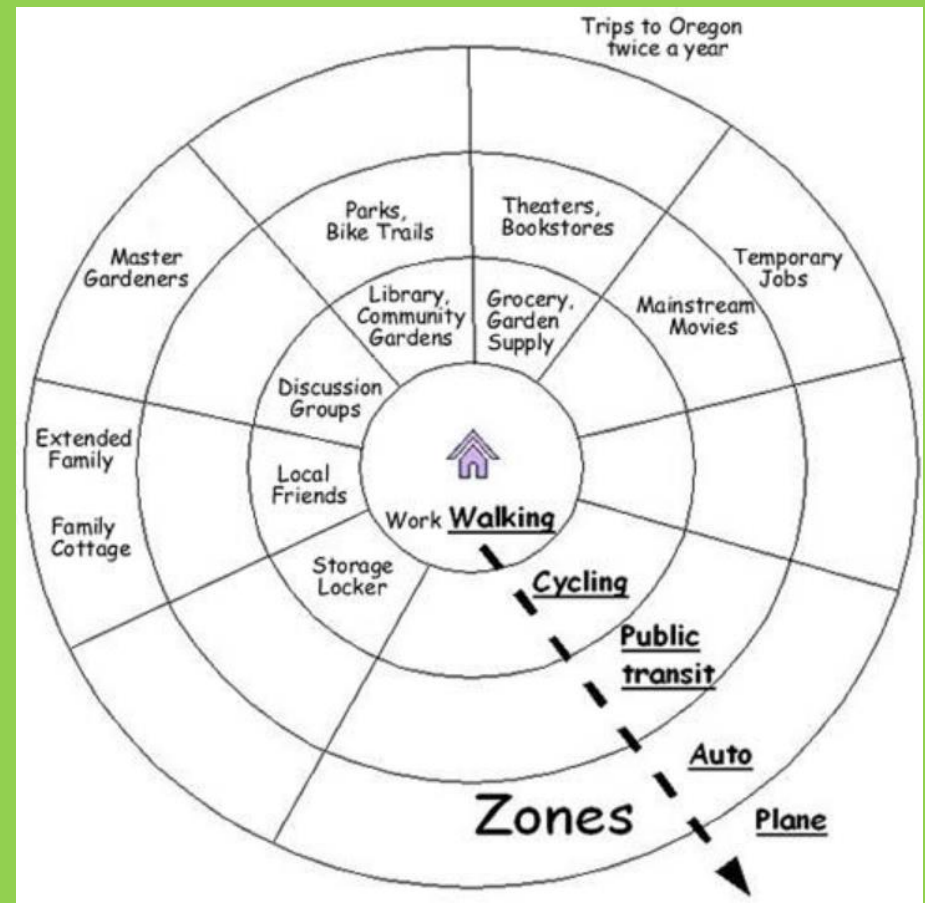 Trips to Oregon
twice a year
Parks,
Bike Trails
Theaters,
Bookstores
Master
Gardeners
Temporary
Jobs
Library,
Community
Gardens
Grocery,
Garden
Supply
Mainstream
Movies
Discussion
Groups
Extended
Family
Local
Friends
Family
Cottage
Work Walking
Storage
Locker
Cycling
Public
transit
Auto
Zones
Plane